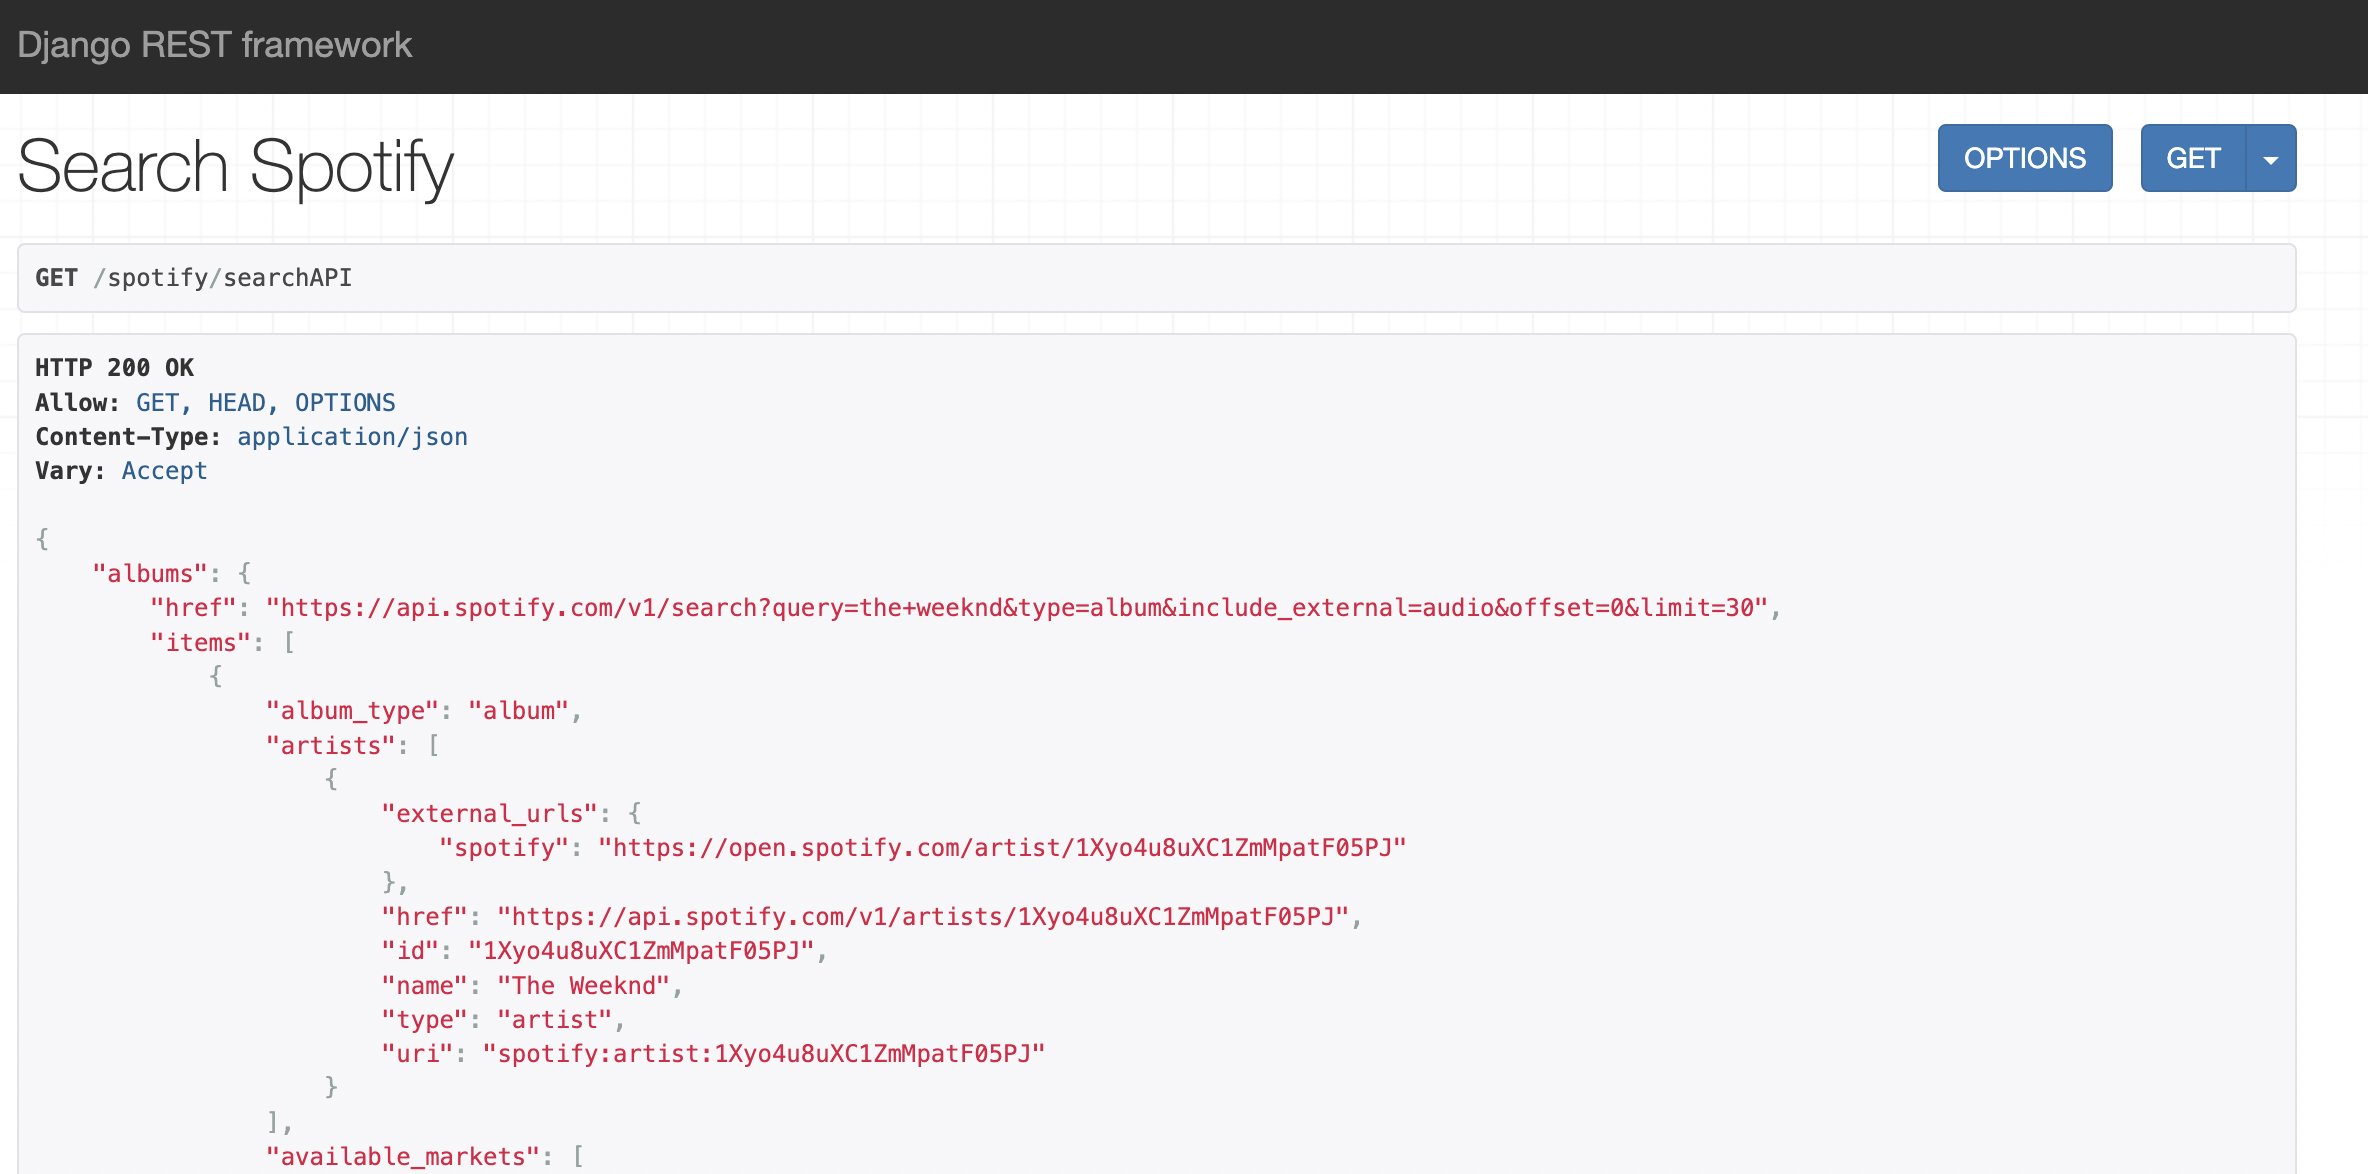 Django REST framework
Search Spotify
OPTIONS
GET
GET /spotify/searchAPI
HTTP 200 OK
Allow: GET, HEAD, OPTIONS
Content-Type: application/json
Vary: Accept
{
"albums": {
"href": "https://api.spotify.com/v1/search?query=the+weeknd&type=album&include_external=audio&offset=0&limit=30",
"items": [
{
"album_type": "album",
"artists": [
{
"external_urls": {
"spotify": "https://open.spotify.com/artist/1Xyo4u8uXC1ZmMpatF05PJ"
},
"href": "https://api.spotify.com/v1/artists/1Xyo4u8uXC1ZmMpatF05PJ",
"id": "1Xyo4u8uXC1ZmMpatF05PJ",
"name": "The Weeknd",
"type": "artist",
"uri": "spotify:artist:1Xyo4u8uXC1ZmMpatF05PJ"
}
],
"available_markets": [